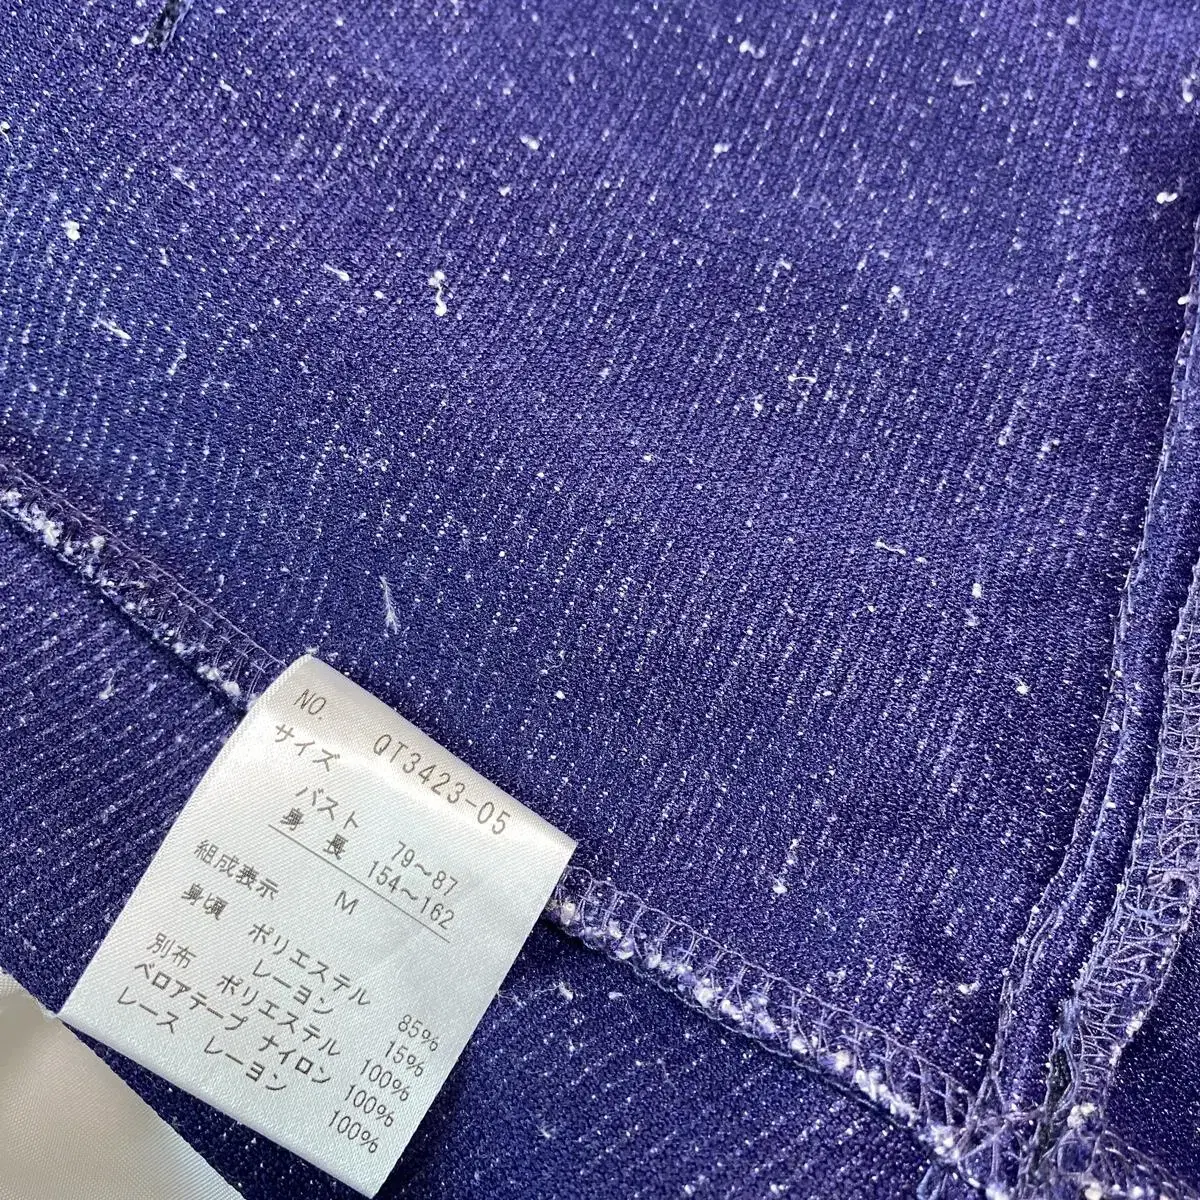 NO. QT3423-05
サイズ
バスト 79～87
身 長 154～162
M
組成表示
身頃 ポリエステル 85%
レーヨン 15%
別布 ポリエステル 100%
ベロアテープ ナイロン 100%
レース レーヨン 100%